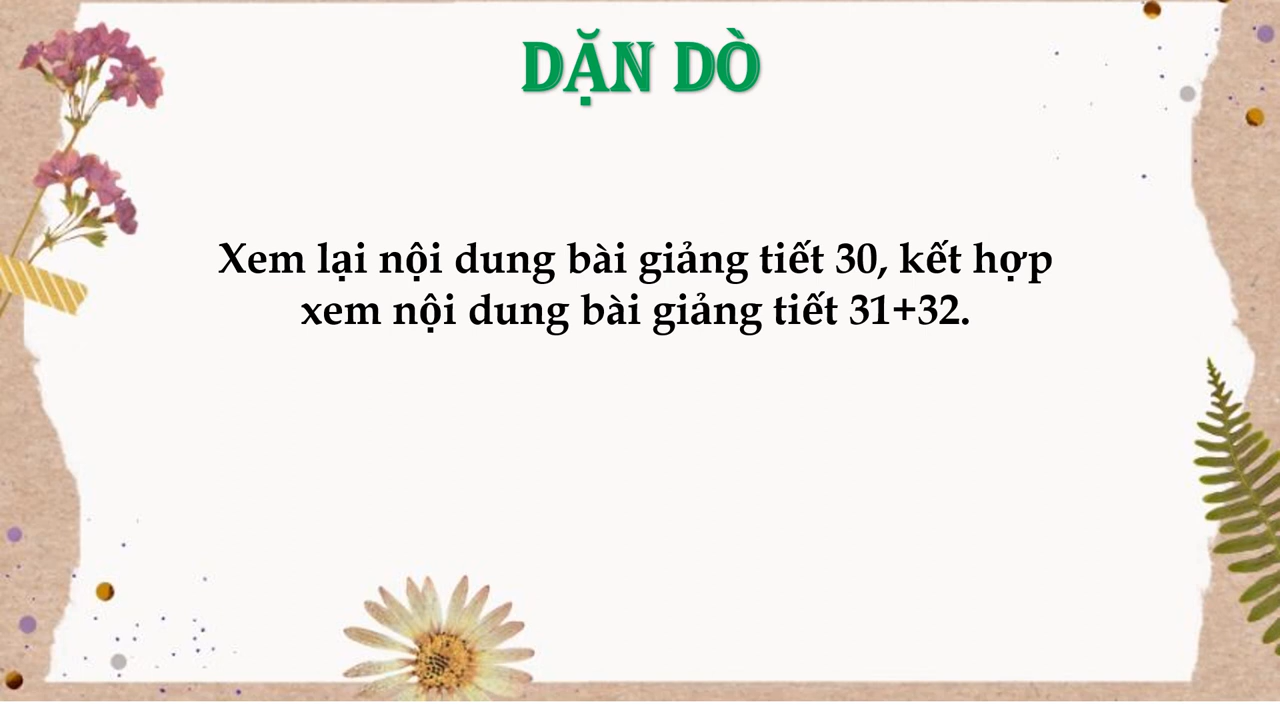 DẶN DÒ
Xem lại nội dung bài giảng tiết 30, kết hợp
xem nội dung bài giảng tiết 31+32.